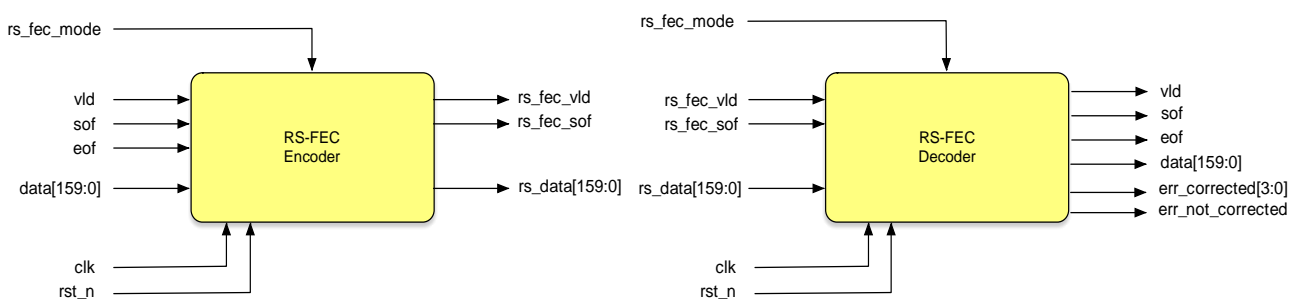 rs_fec_mode
vld
sof
eof
data[159:0]
RS-FEC
Encoder
rs_fec_vld
rs_fec_sof
rs_data[159:0]
clk
rst_n
rs_fec_mode
rs_fec_vld
rs_fec_sof
rs_data[159:0]
RS-FEC
Decoder
vld
sof
eof
data[159:0]
err_corrected[3:0]
err_not_corrected
clk
rst_n